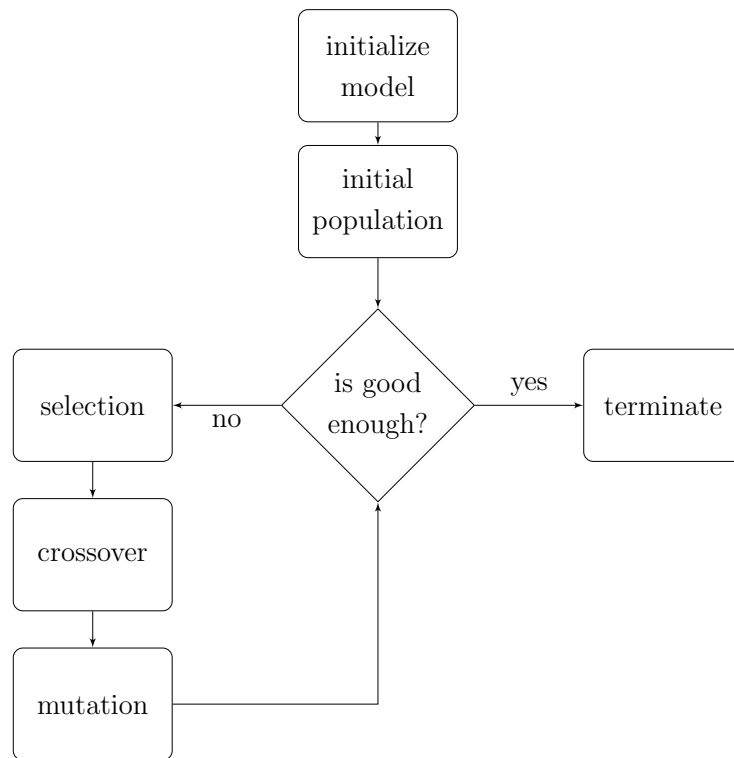 initialize
model
initial
population
is good
enough?
yes
terminate
no
selection
crossover
mutation